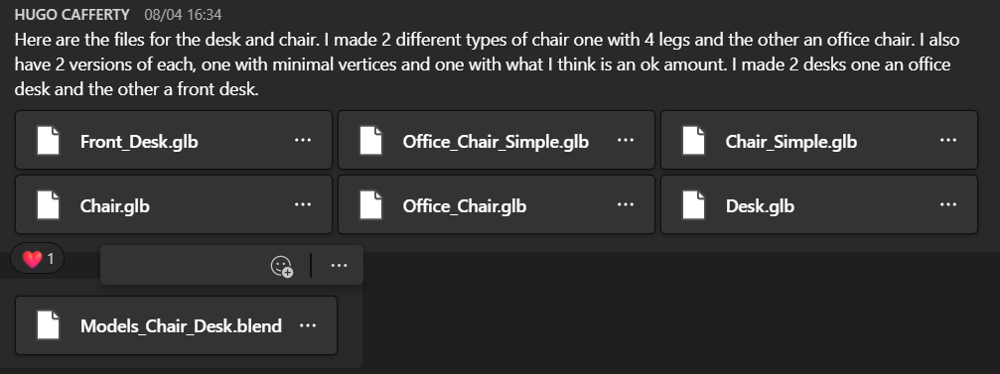 HUGO CAFFERTY 08/04 16:34
Here are the files for the desk and chair. I made 2 different types of chair one with 4 legs and the other an office chair. I also
have 2 versions of each, one with minimal vertices and one with what I think is an ok amount. I made 2 desks one an office
desk and the other a front desk.
Front_Desk.glb ... Office_Chair_Simple.glb ... Chair_Simple.glb ...
Chair.glb ... Office_Chair.glb ... Desk.glb ...
1
...
Models_Chair_Desk.blend ...